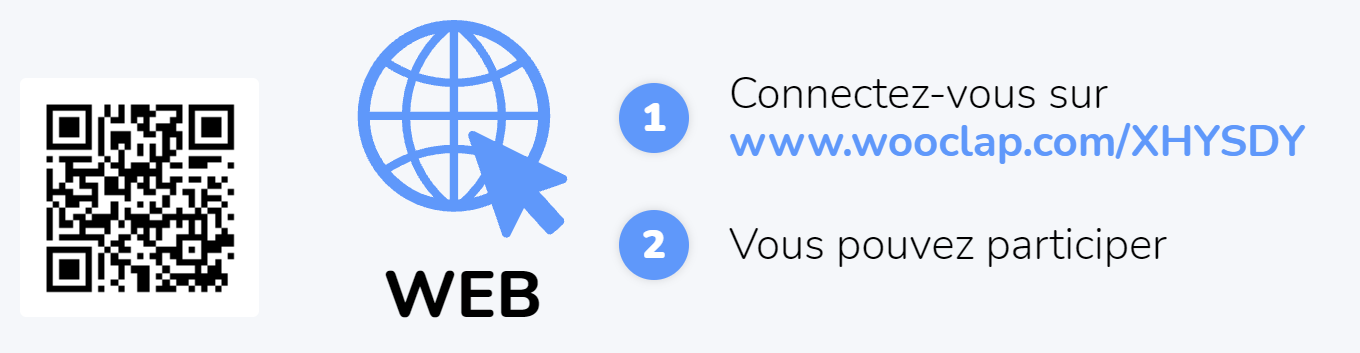 WEB
1
Connectez-vous sur
www.wooclap.com/XHYSDY
2
Vous pouvez participer